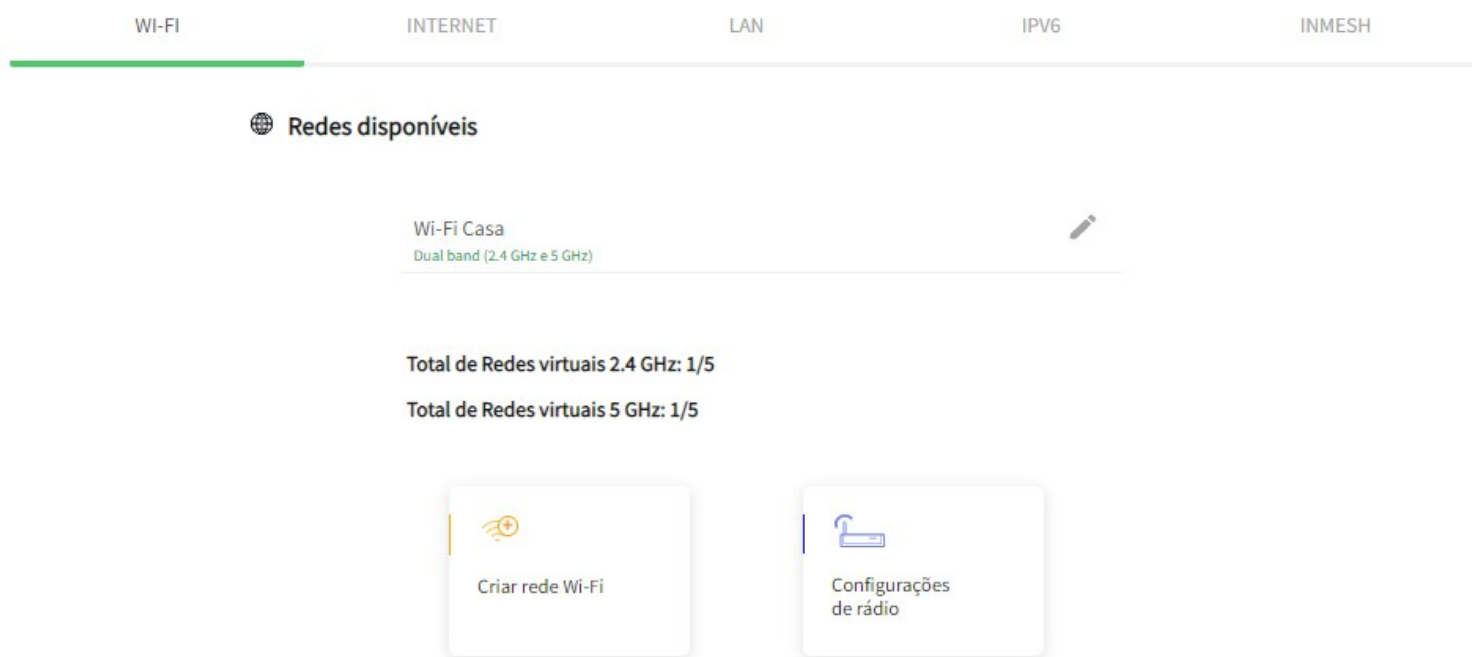 WI-FI INTERNET LAN IPV6 INMESH
Redes disponíveis
Wi-Fi Casa
Dual band (2.4 GHz e 5 GHz)
Total de Redes virtuais 2.4 GHz: 1/5
Total de Redes virtuais 5 GHz: 1/5
Criar rede Wi-Fi
Configurações
de rádio